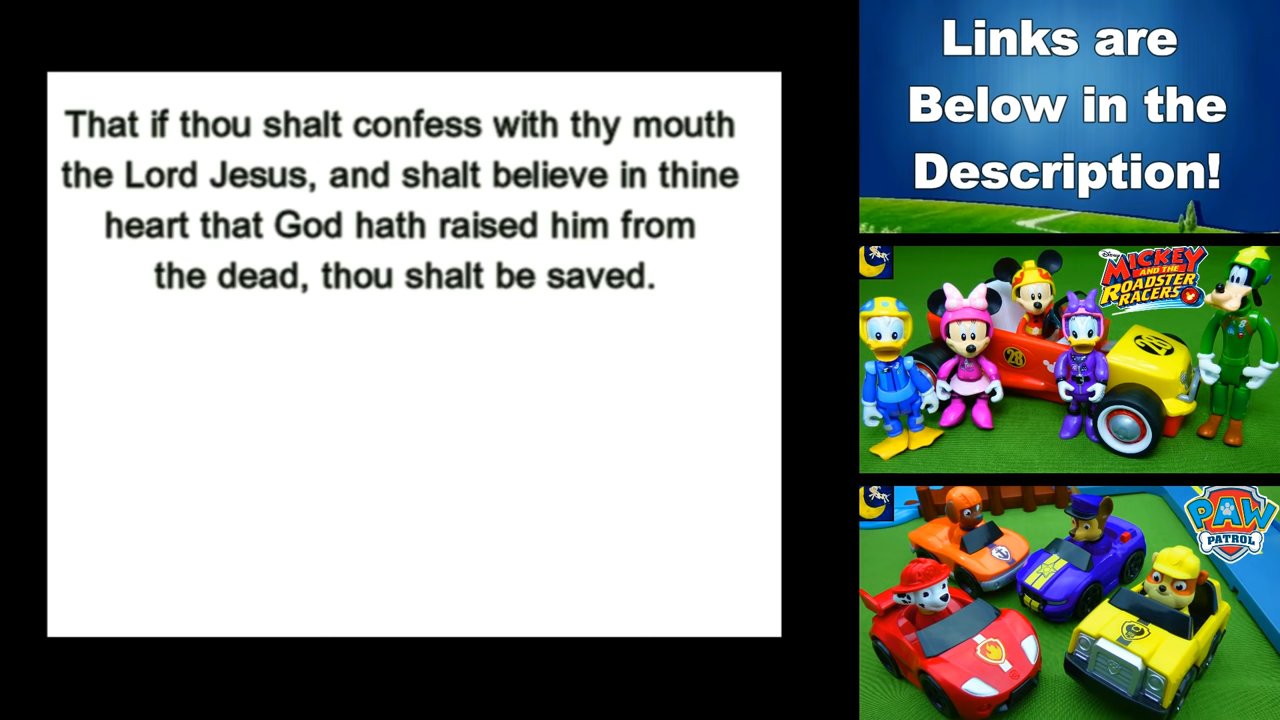 That if thou shalt confess with thy mouth
the Lord Jesus, and shalt believe in thine
heart that God hath raised him from
the dead, thou shalt be saved.
Links are
Below in the
Description!
Disney
MICKEY
AND THE
ROADSTER
RACERS
28
28
PAW
PATROL